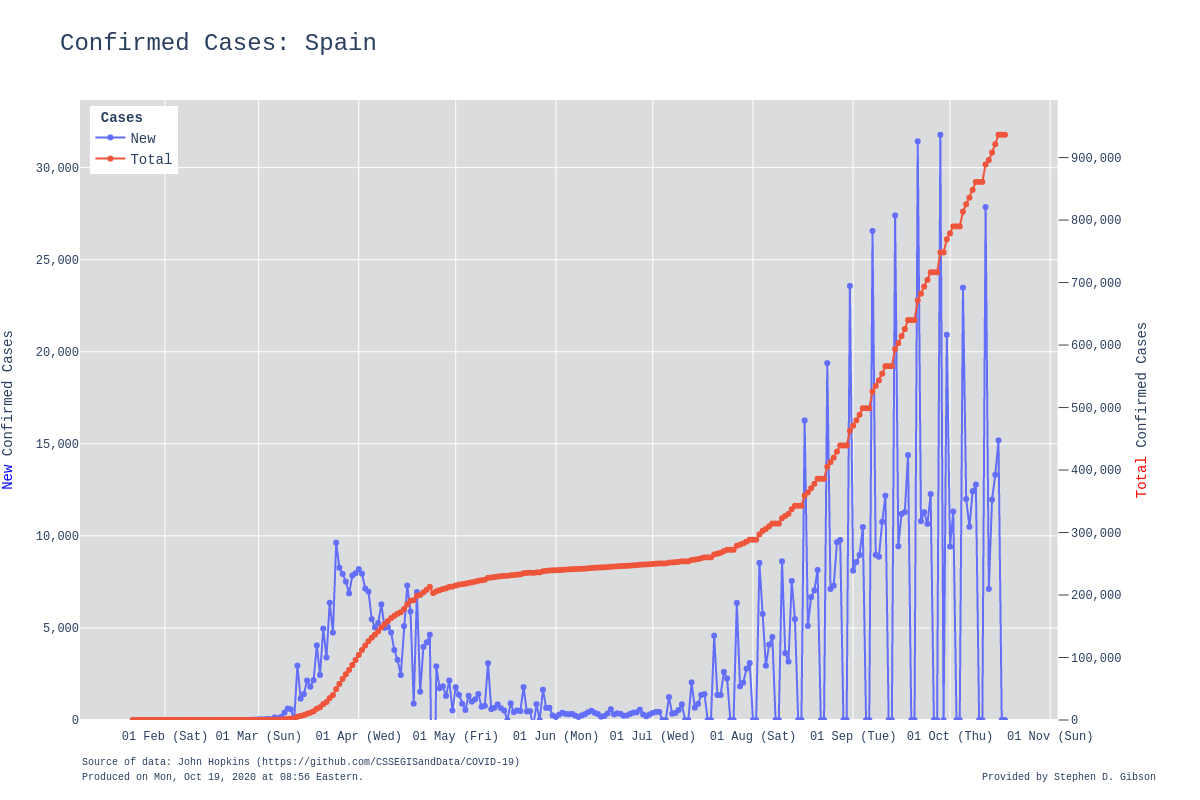 Confirmed Cases: Spain
Cases
New
Total
30,000
25,000
20,000
15,000
10,000
5,000
0
New Confirmed Cases
900,000
800,000
700,000
600,000
500,000
400,000
300,000
200,000
100,000
0
Total Confirmed Cases
01 Feb (Sat) 01 Mar (Sun) 01 Apr (Wed) 01 May (Fri) 01 Jun (Mon) 01 Jul (Wed) 01 Aug (Sat) 01 Sep (Tue) 01 Oct (Thu) 01 Nov (Sun)
Source of data: John Hopkins (https://github.com/CSSEGISandData/COVID-19)
Produced on Mon, Oct 19, 2020 at 08:56 Eastern.
Provided by Stephen D. Gibson